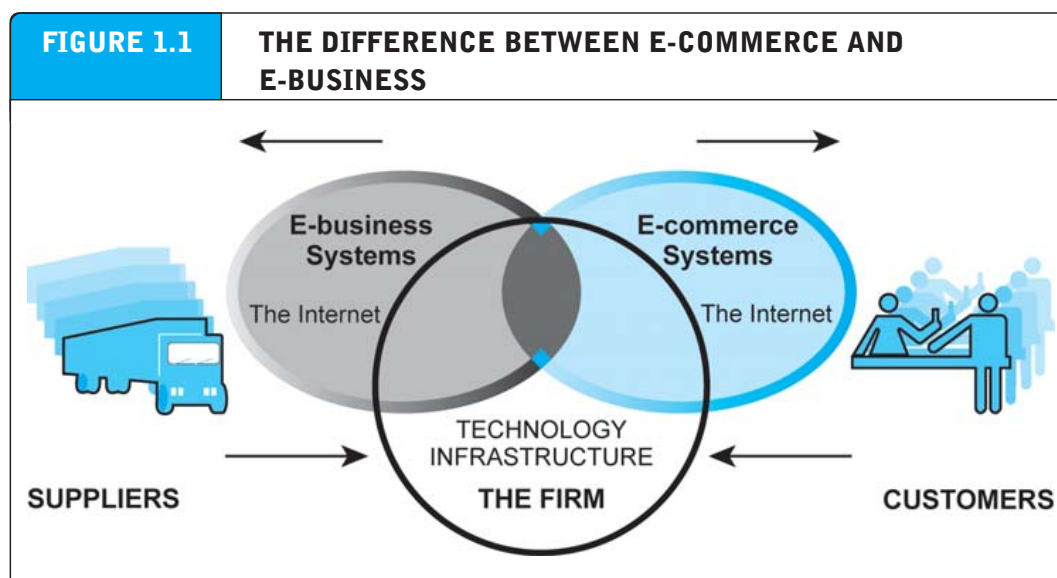 FIGURE 1.1
THE DIFFERENCE BETWEEN E-COMMERCE AND
E-BUSINESS
E-business
Systems
E-commerce
Systems
The Internet
The Internet
TECHNOLOGY
INFRASTRUCTURE
THE FIRM
SUPPLIERS
CUSTOMERS